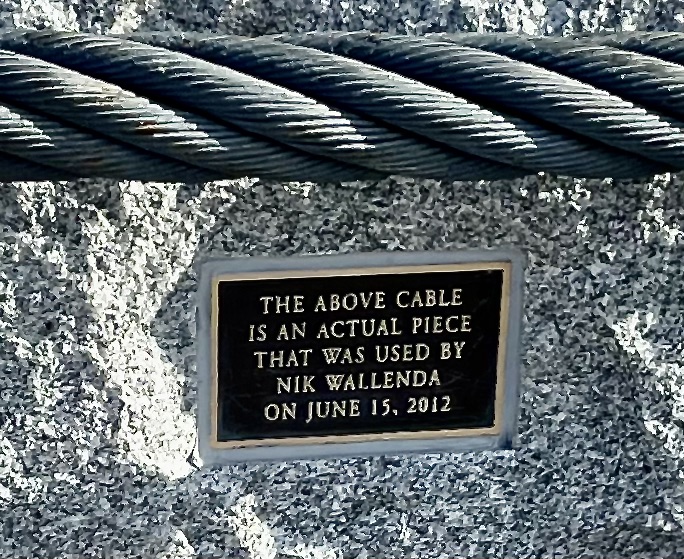 THE ABOVE CABLE
IS AN ACTUAL PIECE
THAT WAS USED BY
NIK WALLENDA
ON JUNE 15, 2012